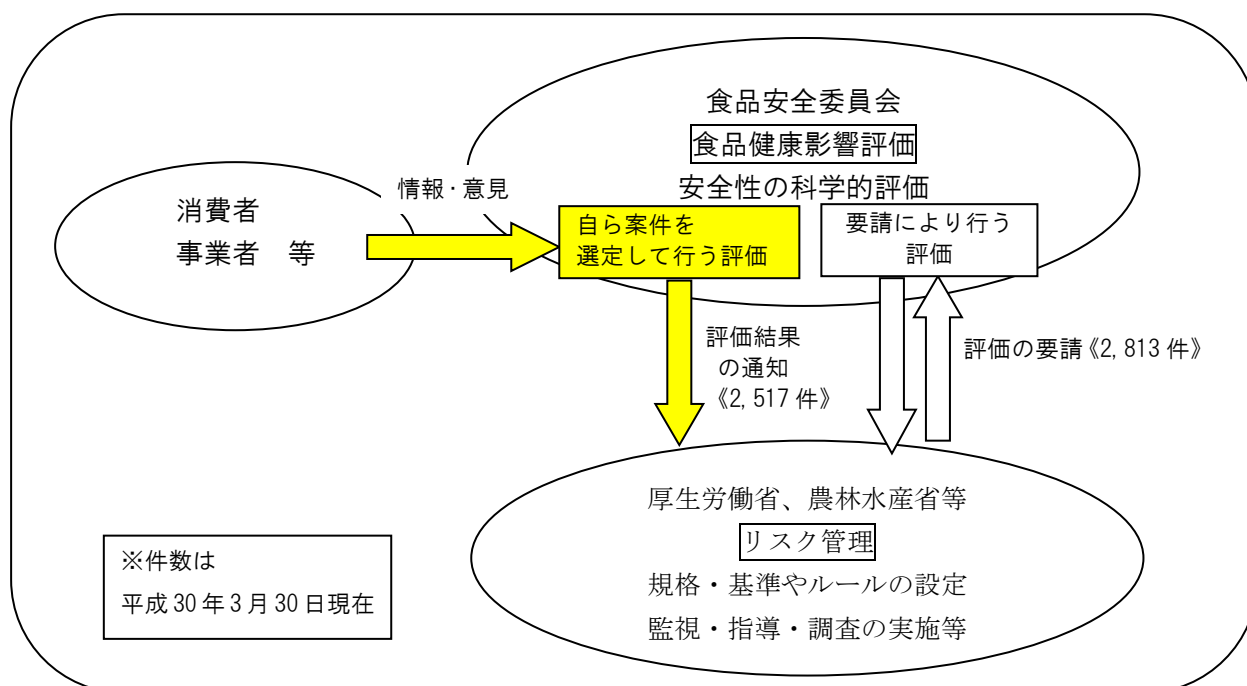 食品安全委員会
食品健康影響評価
安全性の科学的評価
消費者
事業者 等
情報・意見
自ら案件を
選定して行う評価
要請により行う
評価
評価結果
の通知
《2,517件》
評価の要請《2,813件》
厚生労働省、農林水産省等
リスク管理
規格・基準やルールの設定
監視・指導・調査の実施等
※件数は
平成30年3月30日現在